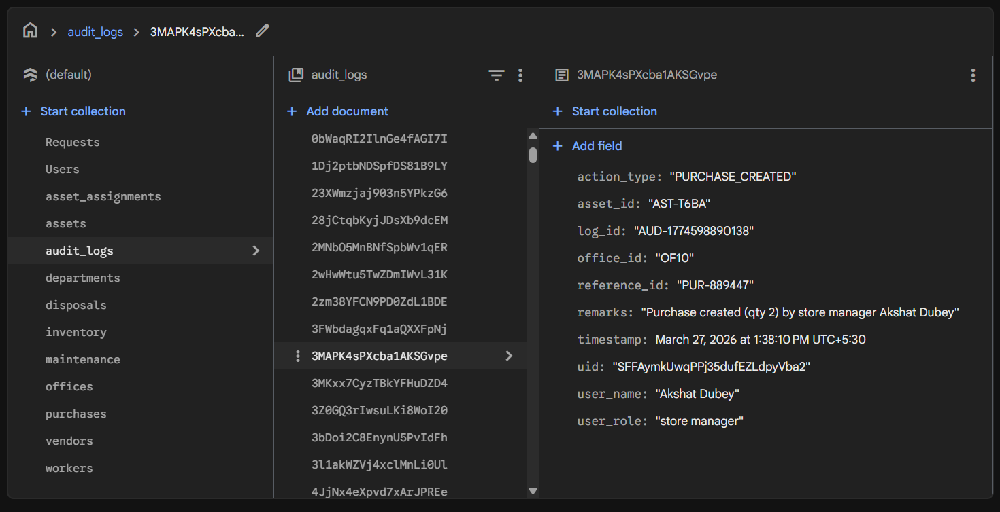 audit_logs 3MAPK4sPXcba...
(default)
Start collection
Requests
Users
asset_assignments
assets
audit_logs
departments
disposals
inventory
maintenance
offices
purchases
vendors
workers
audit_logs
Add document
0bWaqRI2IlnGe4fAGI7I
1Dj2ptbNDSpfDS81B9LY
23XWmzjaj903n5YPkzG6
28jCtqbKyjJDsXb9dcEM
2MNbO5MnBNfSpbWv1qER
2wHwWtu5TwZDmIWvL31K
2zm38YFCN9PD0ZdL1BDE
3FWbdagqxFq1aQXXFpNj
3MAPK4sPXcba1AKSGvpe
3MKxx7CyzTBkYFHuDZD4
3Z0GQ3rIwsuLKi8WoI20
3bDoi2C8EnynU5PvIdFh
3l1akWZVj4xclMnLi0Ul
4JjNx4eXpvd7xArJPREe
3MAPK4sPXcba1AKSGvpe
Start collection
Add field
action_type: "PURCHASE_CREATED"
asset_id: "AST-T6BA"
log_id: "AUD-1774598890138"
office_id: "OF10"
reference_id: "PUR-889447"
remarks: "Purchase created (qty 2) by store manager Akshat Dubey"
timestamp: March 27, 2026 at 1:38:10 PM UTC+5:30
uid: "SFFAymkUwqPPj35dufEZLdpyVba2"
user_name: "Akshat Dubey"
user_role: "store manager"